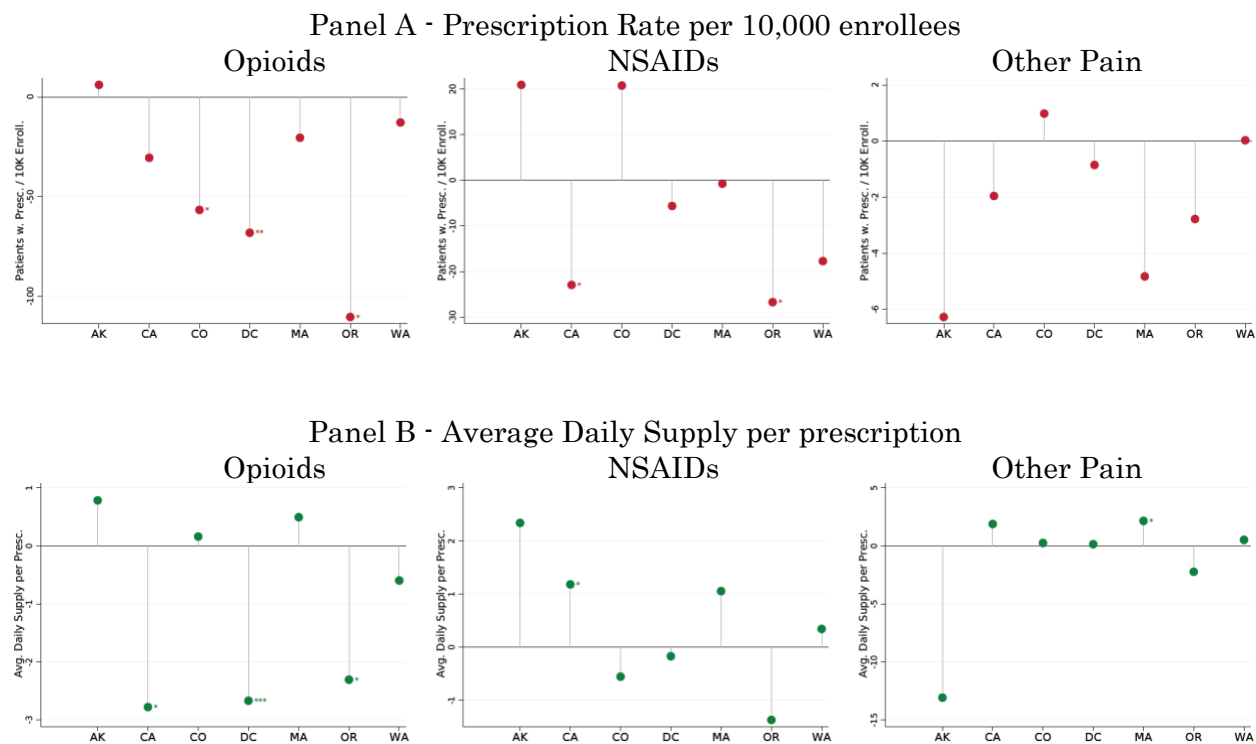 Panel A - Prescription Rate per 10,000 enrollees
Opioids
NSAIDs
Other Pain
Patients w. Presc. / 10K Enroll.
0
-50
-100
*
**
*
AK CA CO DC MA OR WA
Patients w. Presc. / 10K Enroll.
20
10
0
-10
-20
-30
*
*
AK CA CO DC MA OR WA
Patients w. Presc. / 10K Enroll.
2
0
-2
-4
-6
AK CA CO DC MA OR WA
Panel B - Average Daily Supply per prescription
Opioids
NSAIDs
Other Pain
Avg. Daily Supply per Presc.
1
0
-1
-2
-3
*
***
*
AK CA CO DC MA OR WA
Avg. Daily Supply per Presc.
3
2
1
0
-1
*
AK CA CO DC MA OR WA
Avg. Daily Supply per Presc.
5
0
-5
-10
-15
*
AK CA CO DC MA OR WA